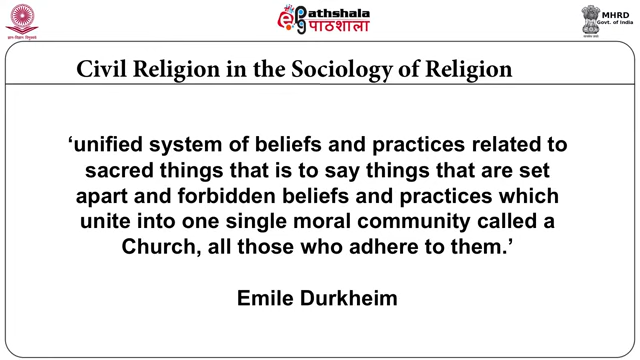 Pathshala
पाठशाला
MHRD
Govt. of India
Civil Religion in the Sociology of Religion
‘unified system of beliefs and practices related to
sacred things that is to say things that are set
apart and forbidden beliefs and practices which
unite into one single moral community called a
Church, all those who adhere to them.’
Emile Durkheim